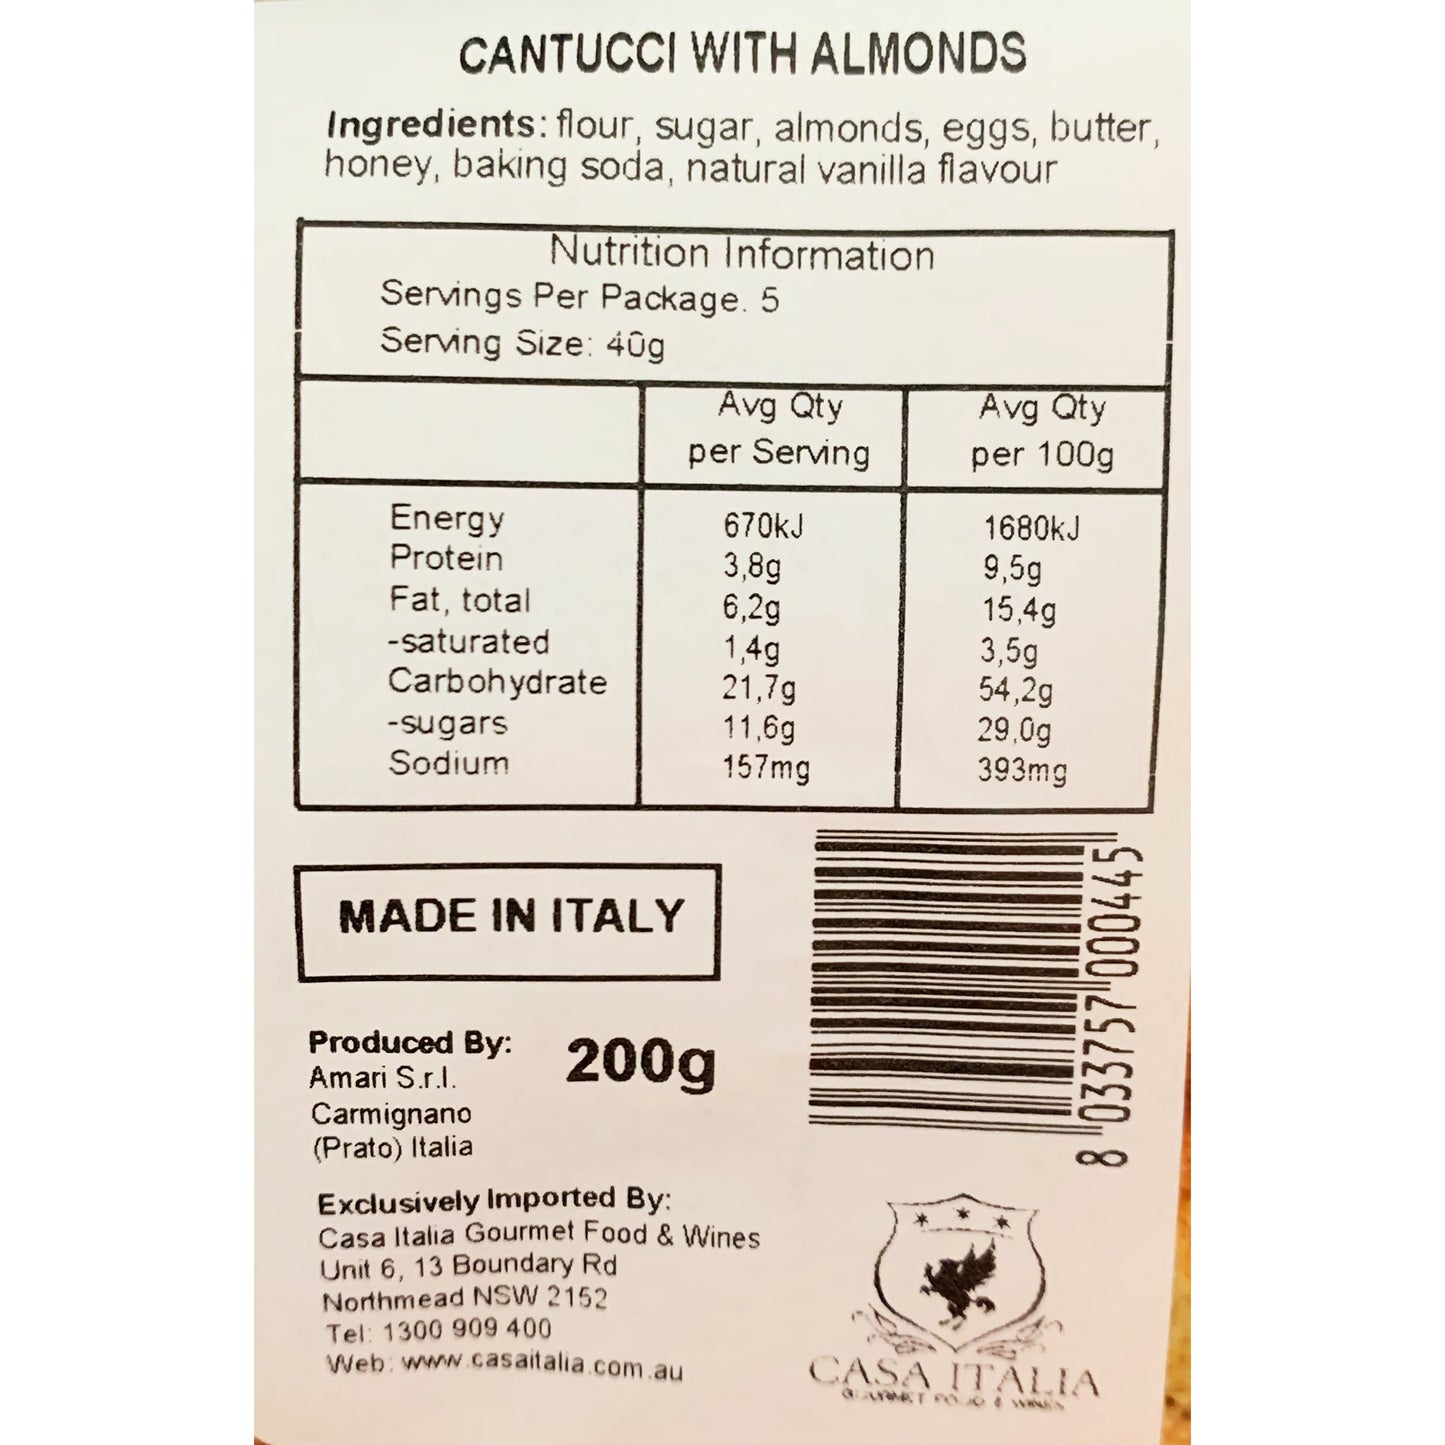 CANTUCCI WITH ALMONDS
Ingredients: flour, sugar, almonds, eggs, butter,
honey, baking soda, natural vanilla flavour
Nutrition Information
Servings Per Package. 5
Serving Size: 40g
Avg Qty per Serving Avg Qty per 100g
Energy 670kJ 1680kJ
Protein 3,8g 9,5g
Fat, total 6,2g 15,4g
-saturated 1,4g 3,5g
Carbohydrate 21,7g 54,2g
-sugars 11,6g 29,0g
Sodium 157mg 393mg
MADE IN ITALY
8 033757 000445
Produced By:
Amari S.r.l.
Carmignano
(Prato) Italia
200g
Exclusively Imported By:
Casa Italia Gourmet Food & Wines
Unit 6, 13 Boundary Rd
Northmead NSW 2152
Tel: 1300 909 400
Web: www.casaitalia.com.au
CASA ITALIA
GOURMET FOOD & WINES